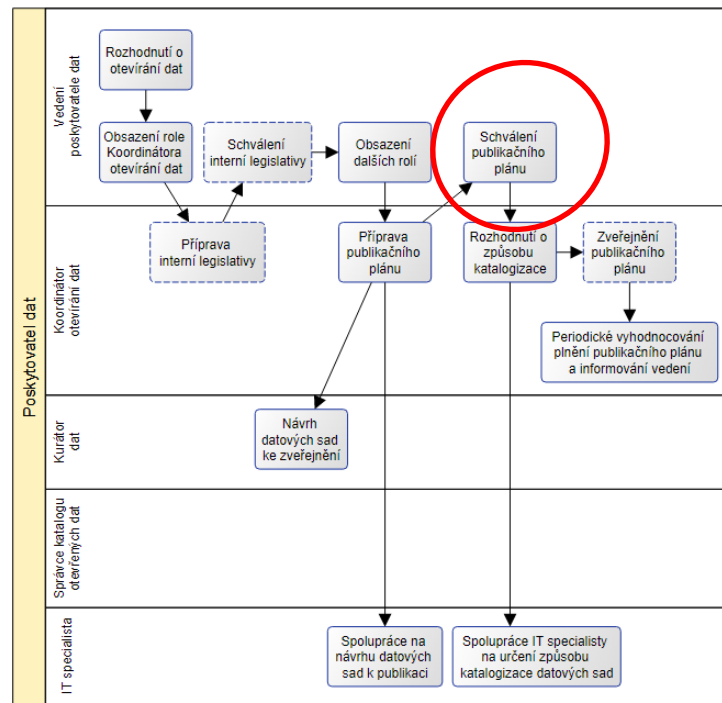 Poskytovatel dat
Vedení
poskytovatele dat
Rozhodnutí o
otevírání dat
Obsazení role
Koordinátora
otevírání dat
Schválení
interní legislativy
Obsazení
dalších rolí
Schválení
publikačního
plánu
Koordinátor
otevírání dat
Příprava
interní legislativy
Příprava
publikačního
plánu
Rozhodnutí o
způsobu
katalogizace
Zveřejnění
publikačního
plánu
Periodické vyhodnocování
plnění publikačního plánu
a informování vedení
Kurátor
dat
Návrh
datových sad
ke zveřejnění
Správce katalogu
otevřených dat
IT specialista
Spolupráce na
návrhu datových
sad k publikaci
Spolupráce IT specialisty
na určení způsobu
katalogizace datových sad